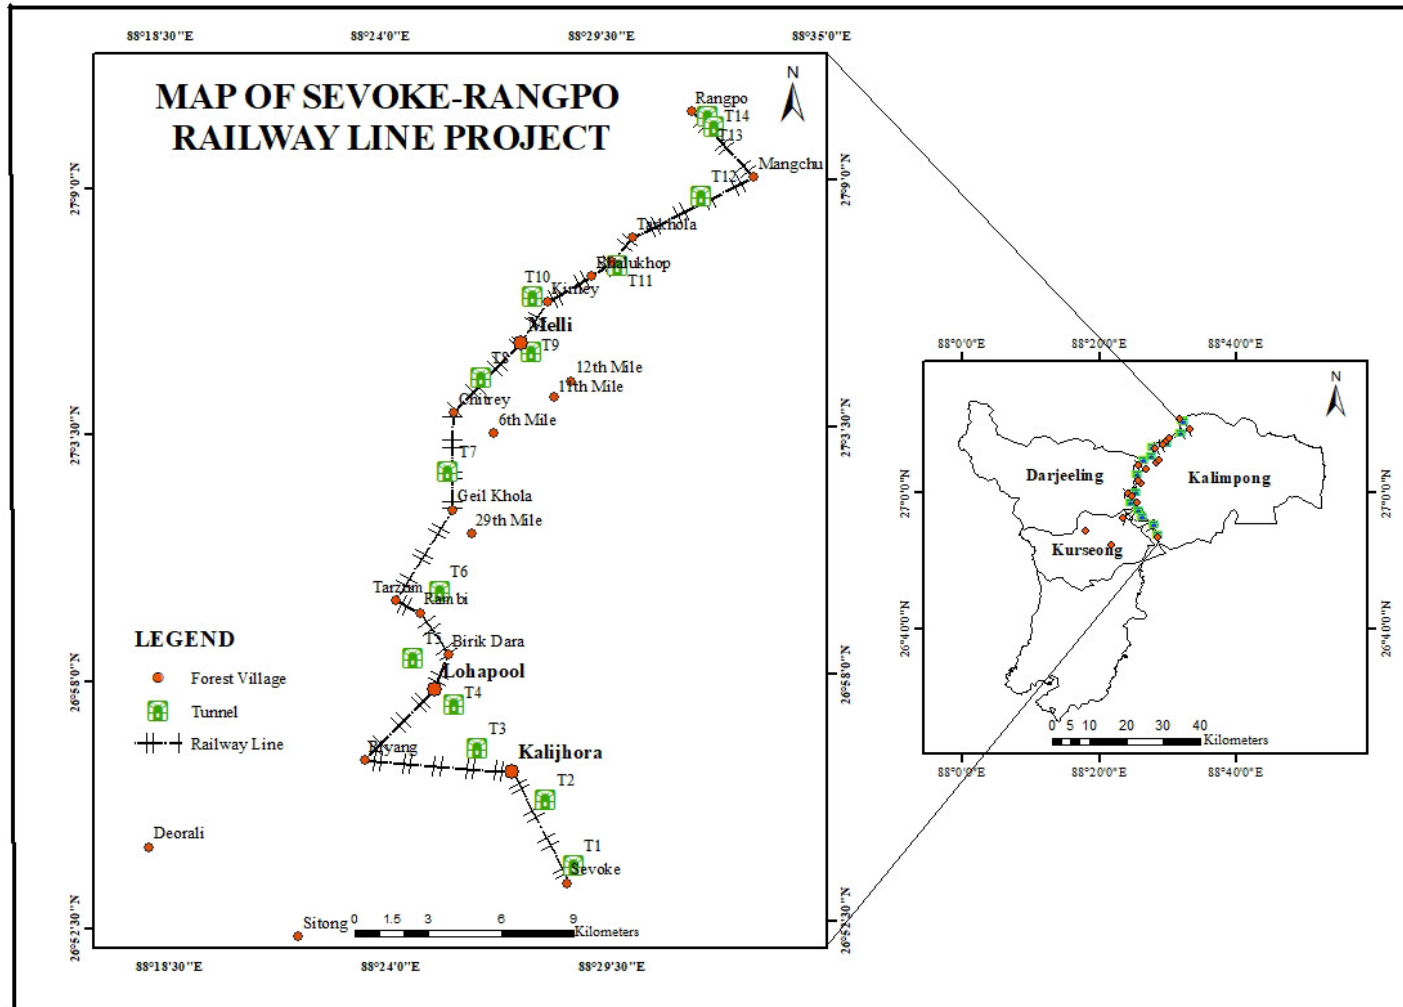 88°18'30"E 88°24'0"E 88°29'30"E 88°35'0"E
MAP OF SEVOKE-RANGPO
RAILWAY LINE PROJECT
N
Rangpo
T14
T13
Mangchu
T12
27°9'0"N
27°9'0"N
Tarkhola
Bhalukhop
T11
T10
Kirney
Melli
T9
T8
12th Mile
11th Mile
Chitrey
6th Mile
27°3'30"N
27°3'30"N
T7
Geil Khola
29th Mile
T6
Tarzum
Rambi
T5
Birik Dara
Lohapool
T4
26°58'0"N
26°58'0"N
LEGEND
Forest Village
Tunnel
Railway Line
T3
Riyang
Kalijhora
T2
Deorali
T1
Sevoke
Sitong
0 1.5 3 6 9
Kilometers
26°52'30"N
26°52'30"N
88°18'30"E 88°24'0"E 88°29'30"E
88°0'0"E 88°20'0"E 88°40'0"E
N
Darjeeling
Kalimpong
Kurseong
27°0'0"N
27°0'0"N
26°40'0"N
26°40'0"N
0 5 10 20 30 40
Kilometers
88°0'0"E 88°20'0"E 88°40'0"E